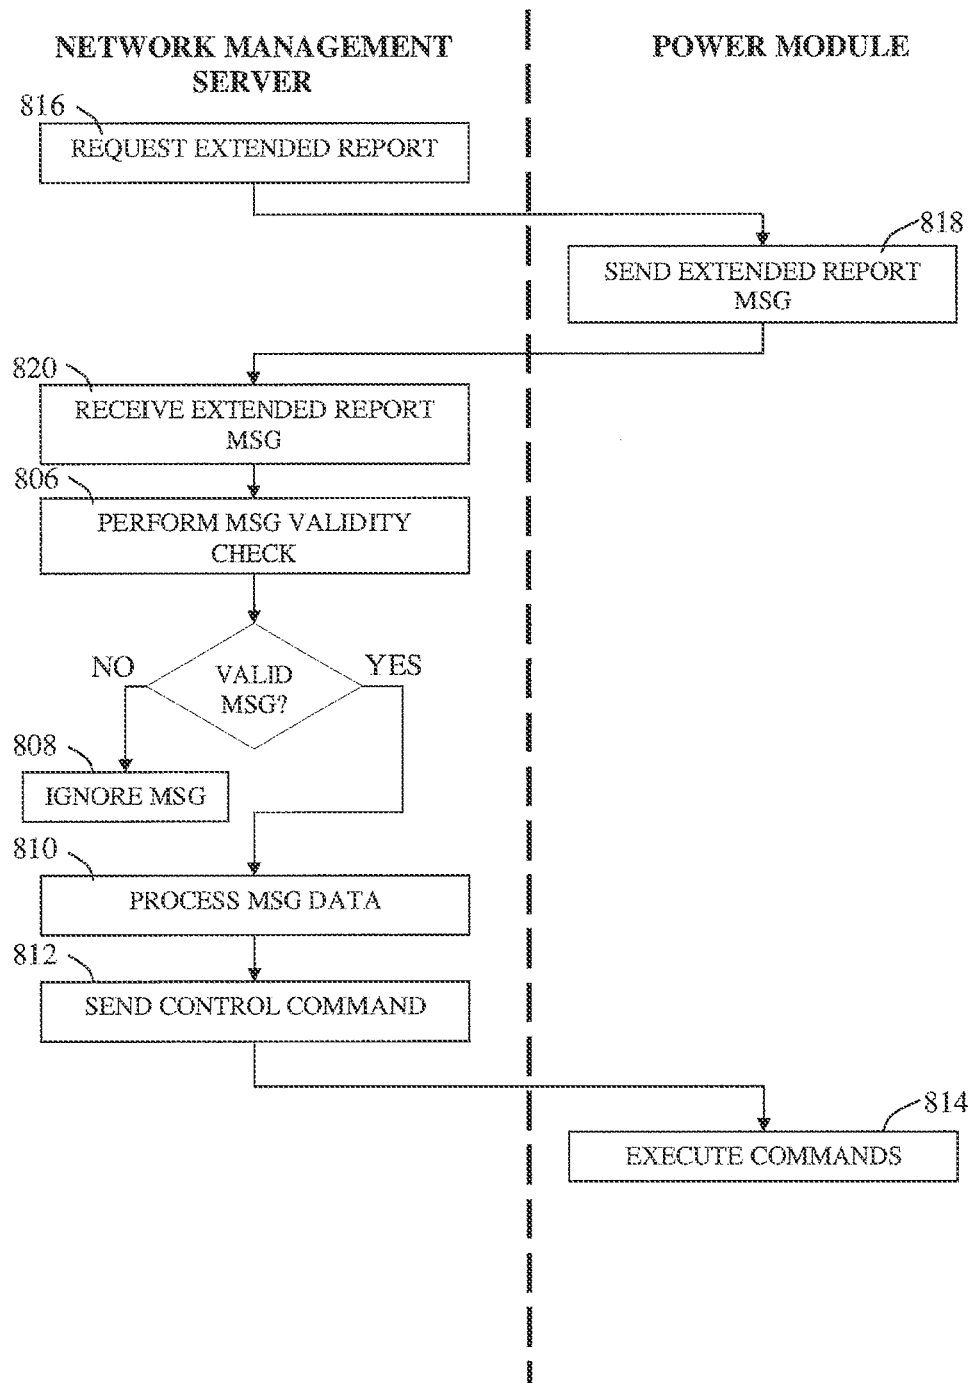 NETWORK MANAGEMENT
SERVER
POWER MODULE
816
REQUEST EXTENDED REPORT
818
SEND EXTENDED REPORT
MSG
820
RECEIVE EXTENDED REPORT
MSG
806
PERFORM MSG VALIDITY
CHECK
NO
VALID
MSG?
YES
808
IGNORE MSG
810
PROCESS MSG DATA
812
SEND CONTROL COMMAND
814
EXECUTE COMMANDS